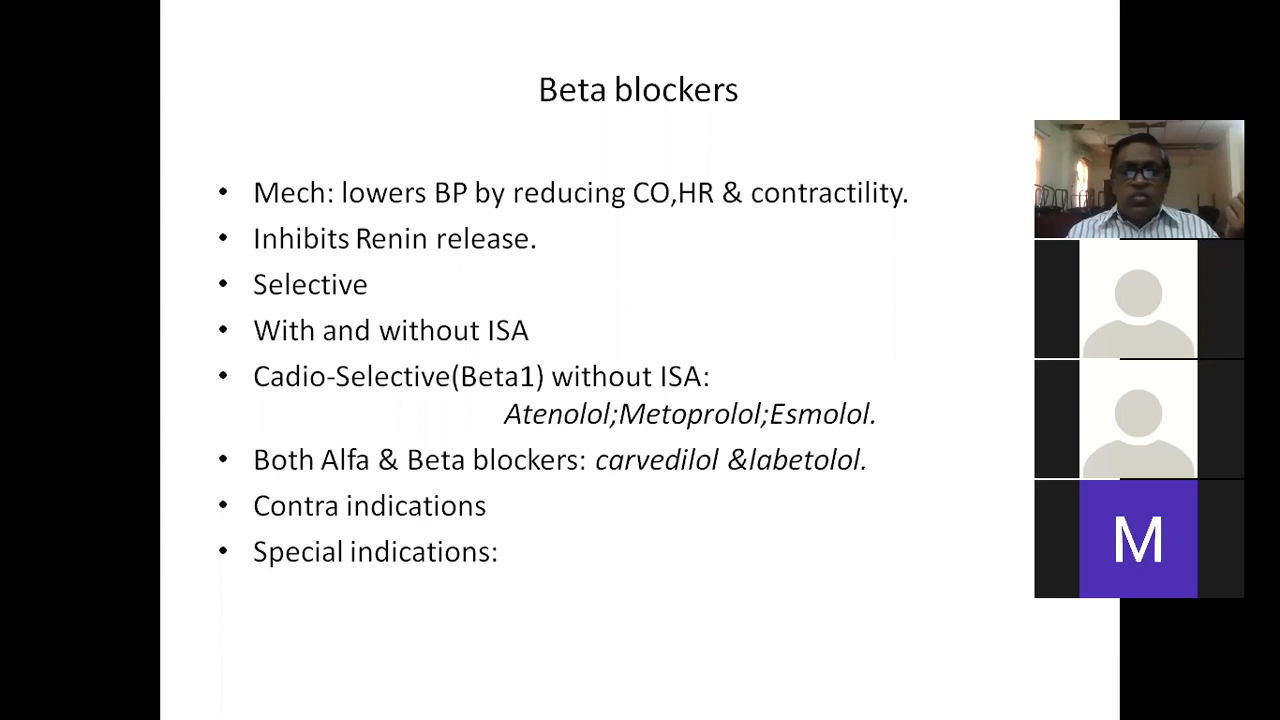 Beta blockers
• Mech: lowers BP by reducing CO,HR & contractility.
• Inhibits Renin release.
• Selective
• With and without ISA
• Cadio-Selective(Beta1) without ISA:
Atenolol;Metoprolol;Esmolol.
• Both Alfa & Beta blockers: carvedilol &labetolol.
• Contra indications
• Special indications:
M